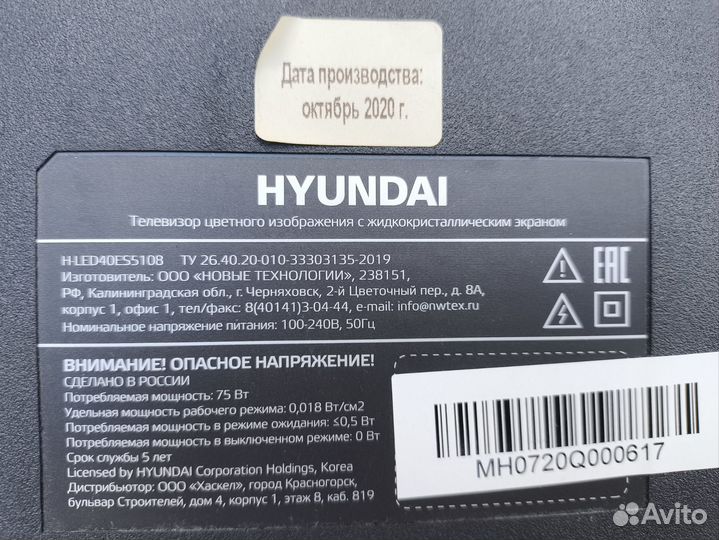 Дата производства:
октябрь 2020 г.
HYUNDAI
Телевизор цветного изображения с жидкокристаллическим экраном
H-LED40ES5108 ТУ 26.40.20-010-33303135-2019
Изготовитель: ООО «НОВЫЕ ТЕХНОЛОГИИ», 238151,
РФ, Калининградская обл., г. Черняховск, 2-й Цветочный пер., д. 8А,
корпус 1, офис 1, тел/факс: 8(40141)3-04-44, e-mail: info@nwtex.ru
Номинальное напряжение питания: 100-240В, 50Гц
EAC
ВНИМАНИЕ! ОПАСНОЕ НАПРЯЖЕНИЕ!
СДЕЛАНО В РОССИИ
Потребляемая мощность: 75 Вт
Удельная мощность рабочего режима: 0,018 Вт/см2
Потребляемая мощность в режиме ожидания: ≤0,5 Вт
Потребляемая мощность в выключенном режиме: 0 Вт
Срок службы 5 лет
Licensed by HYUNDAI Corporation Holdings, Korea
Дистрибьютор: ООО «Хаскел», город Красногорск,
бульвар Строителей, дом 4, корпус 1, этаж 8, каб. 819
MH0720Q000617
Avito